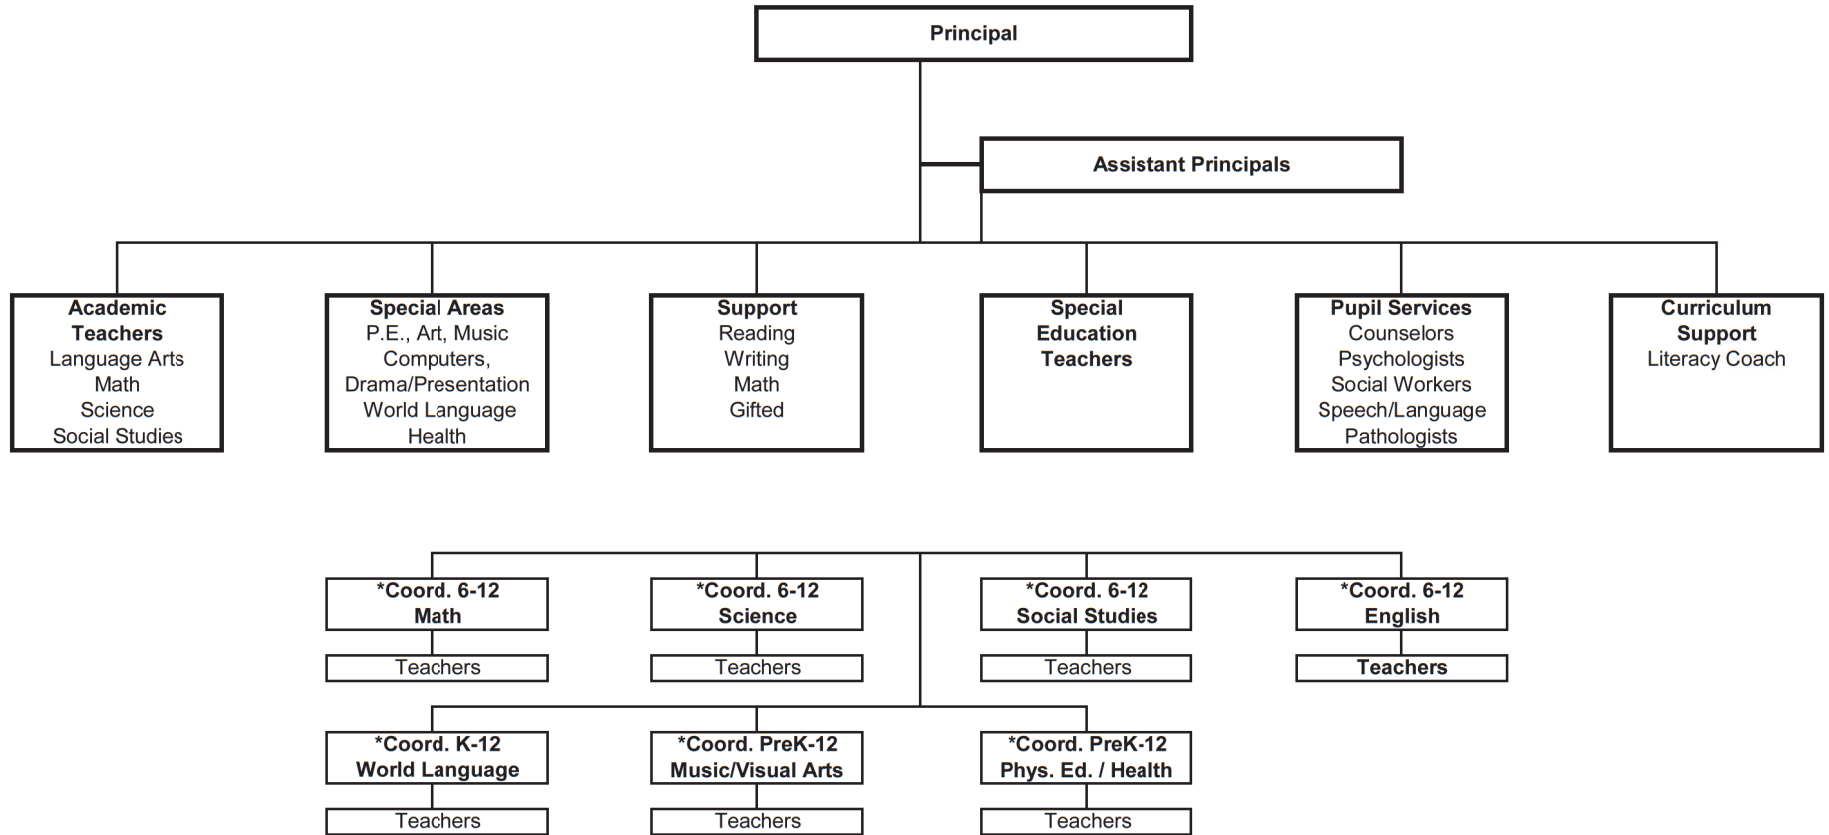 Principal
Assistant Principals
Academic
Teachers
Language Arts
Math
Science
Social Studies
Special Areas
P.E., Art, Music
Computers,
Drama/Presentation
World Language
Health
Support
Reading
Writing
Math
Gifted
Special
Education
Teachers
Pupil Services
Counselors
Psychologists
Social Workers
Speech/Language
Pathologists
Curriculum
Support
Literacy Coach
*Coord. 6-12
Math
Teachers
*Coord. 6-12
Science
Teachers
*Coord. 6-12
Social Studies
Teachers
*Coord. 6-12
English
Teachers
*Coord. K-12
World Language
Teachers
*Coord. PreK-12
Music/Visual Arts
Teachers
*Coord. PreK-12
Phys. Ed. / Health
Teachers